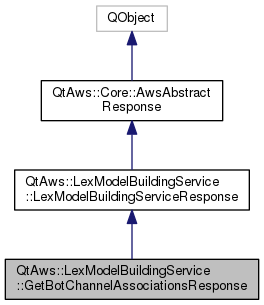 QObject
QtAws::Core::AwsAbstract
Response
QtAws::LexModelBuildingService
::LexModelBuildingServiceResponse
QtAws::LexModelBuildingService
::GetBotChannelAssociationsResponse